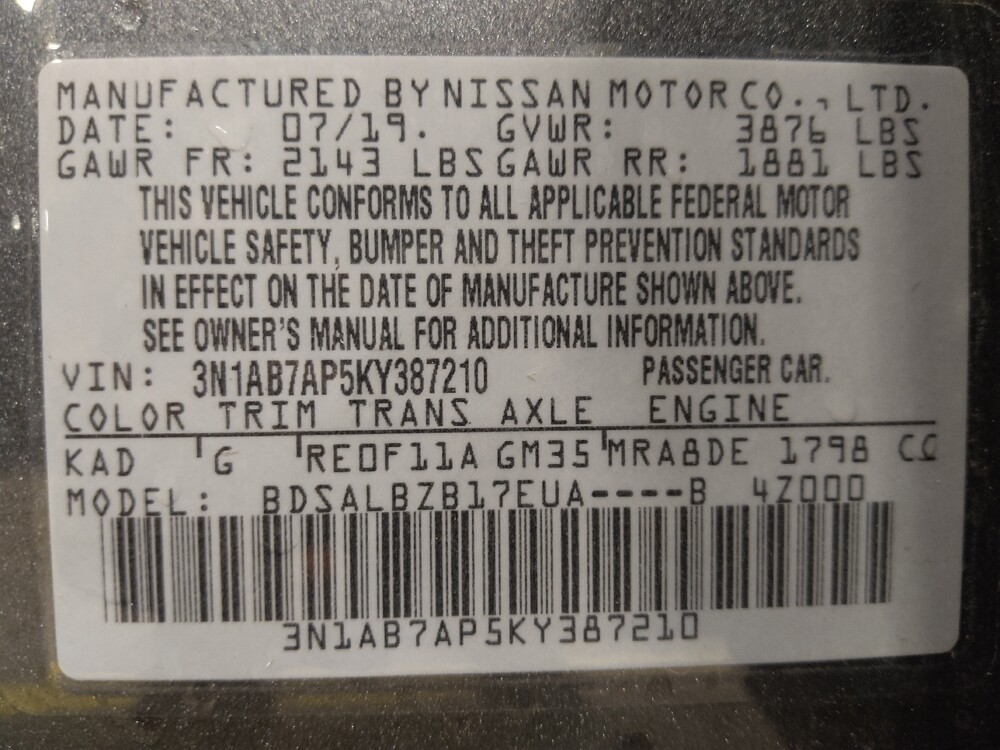 MANUFACTURED BY NISSAN MOTOR CO., LTD.
DATE: 07/19. GVWR: 3876 LBS
GAWR FR: 2143 LBS GAWR RR: 1881 LBS
THIS VEHICLE CONFORMS TO ALL APPLICABLE FEDERAL MOTOR
VEHICLE SAFETY, BUMPER AND THEFT PREVENTION STANDARDS
IN EFFECT ON THE DATE OF MANUFACTURE SHOWN ABOVE.
SEE OWNER'S MANUAL FOR ADDITIONAL INFORMATION.
VIN: 3N1AB7AP5KY387210 PASSENGER CAR.
COLOR TRIM TRANS AXLE ENGINE
KAD G RE0F11A GM35 MRA8DE 1798 CC
MODEL: BDSALBZB17EUA----B 4Z000
3N1AB7AP5KY387210